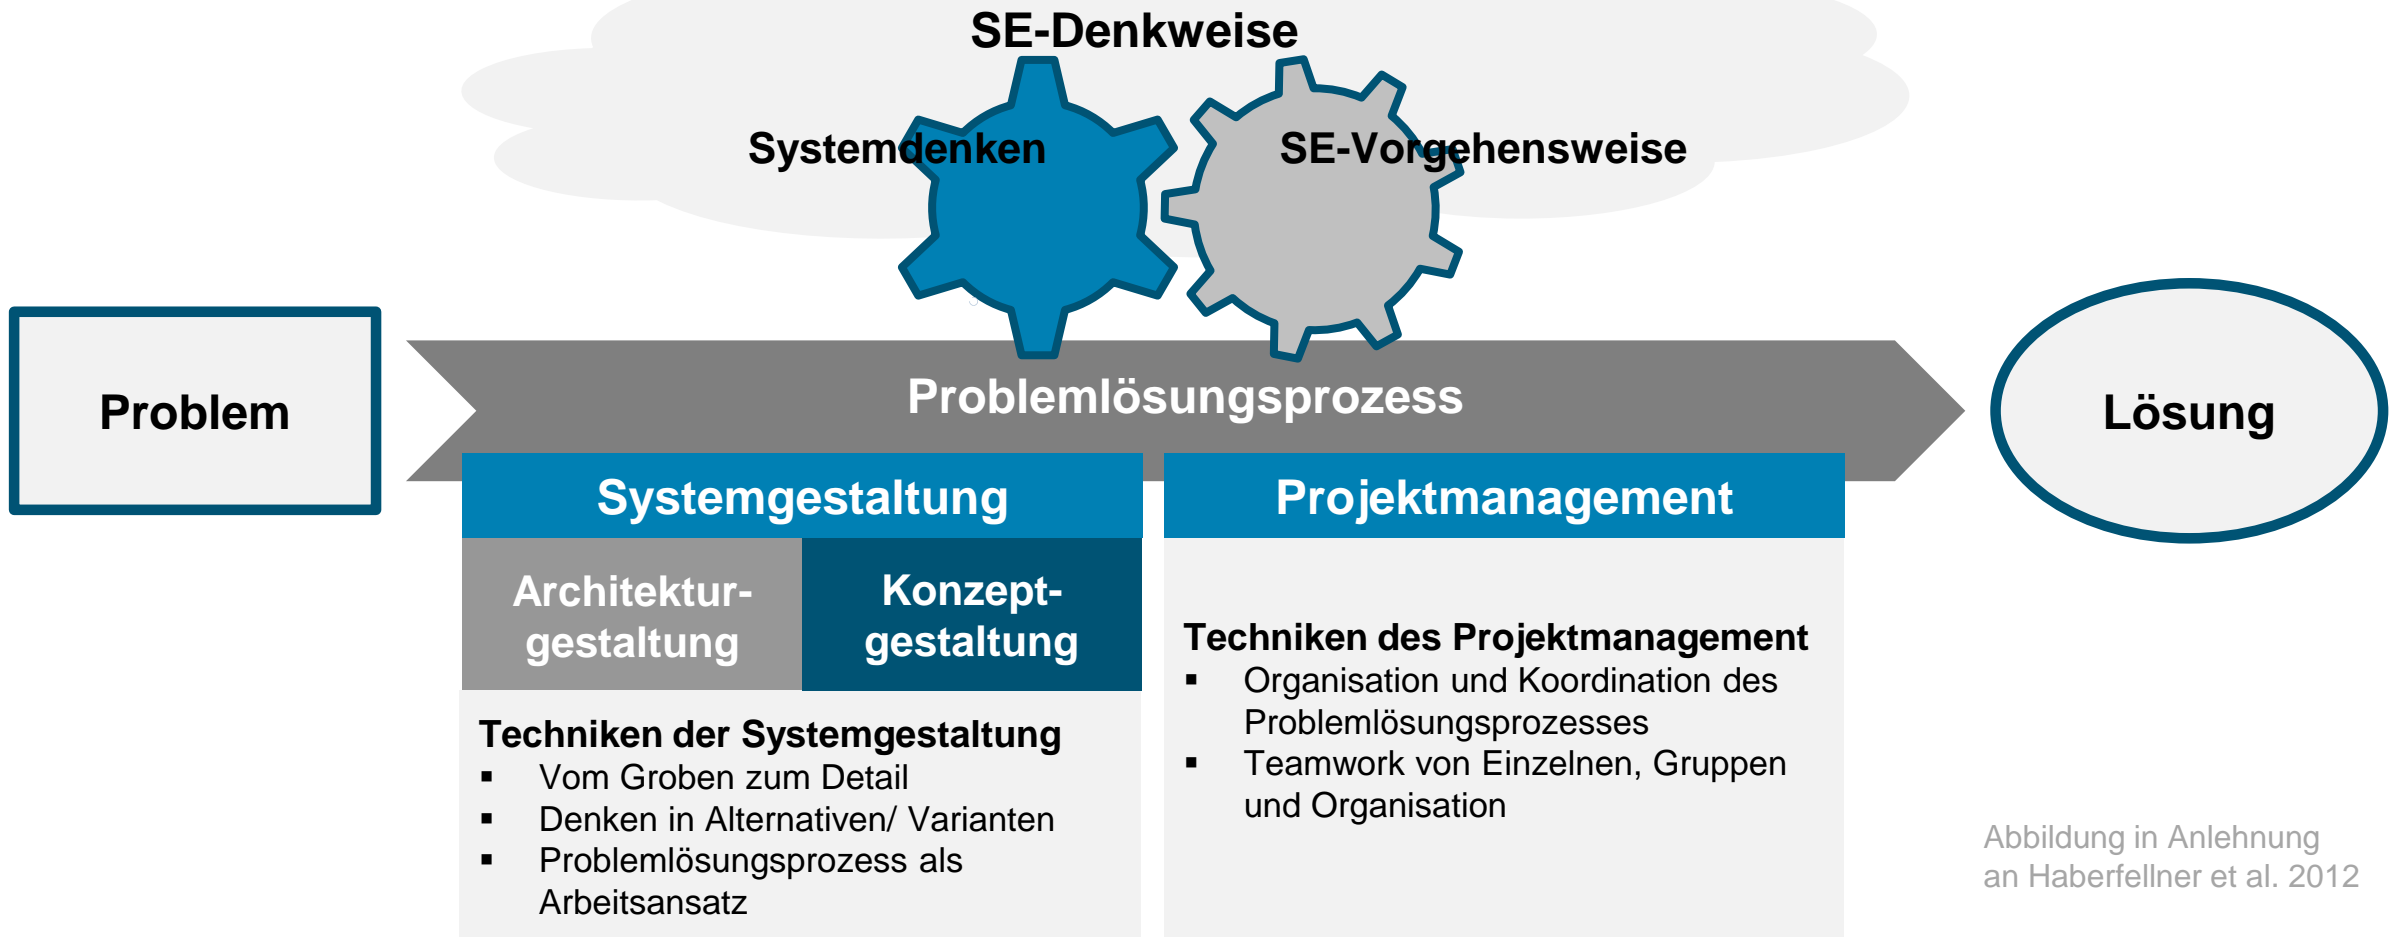 SE-Denkweise
Systemdenken
SE-Vorgehensweise
Problem
Problemlösungsprozess
Lösung
Systemgestaltung
Projektmanagement
Architektur-
gestaltung
Konzept-
gestaltung
Techniken der Systemgestaltung
▪ Vom Groben zum Detail
▪ Denken in Alternativen/ Varianten
▪ Problemlösungsprozess als
Arbeitsansatz
Techniken des Projektmanagement
▪ Organisation und Koordination des
Problemlösungsprozesses
▪ Teamwork von Einzelnen, Gruppen
und Organisation
Abbildung in Anlehnung
an Haberfellner et al. 2012